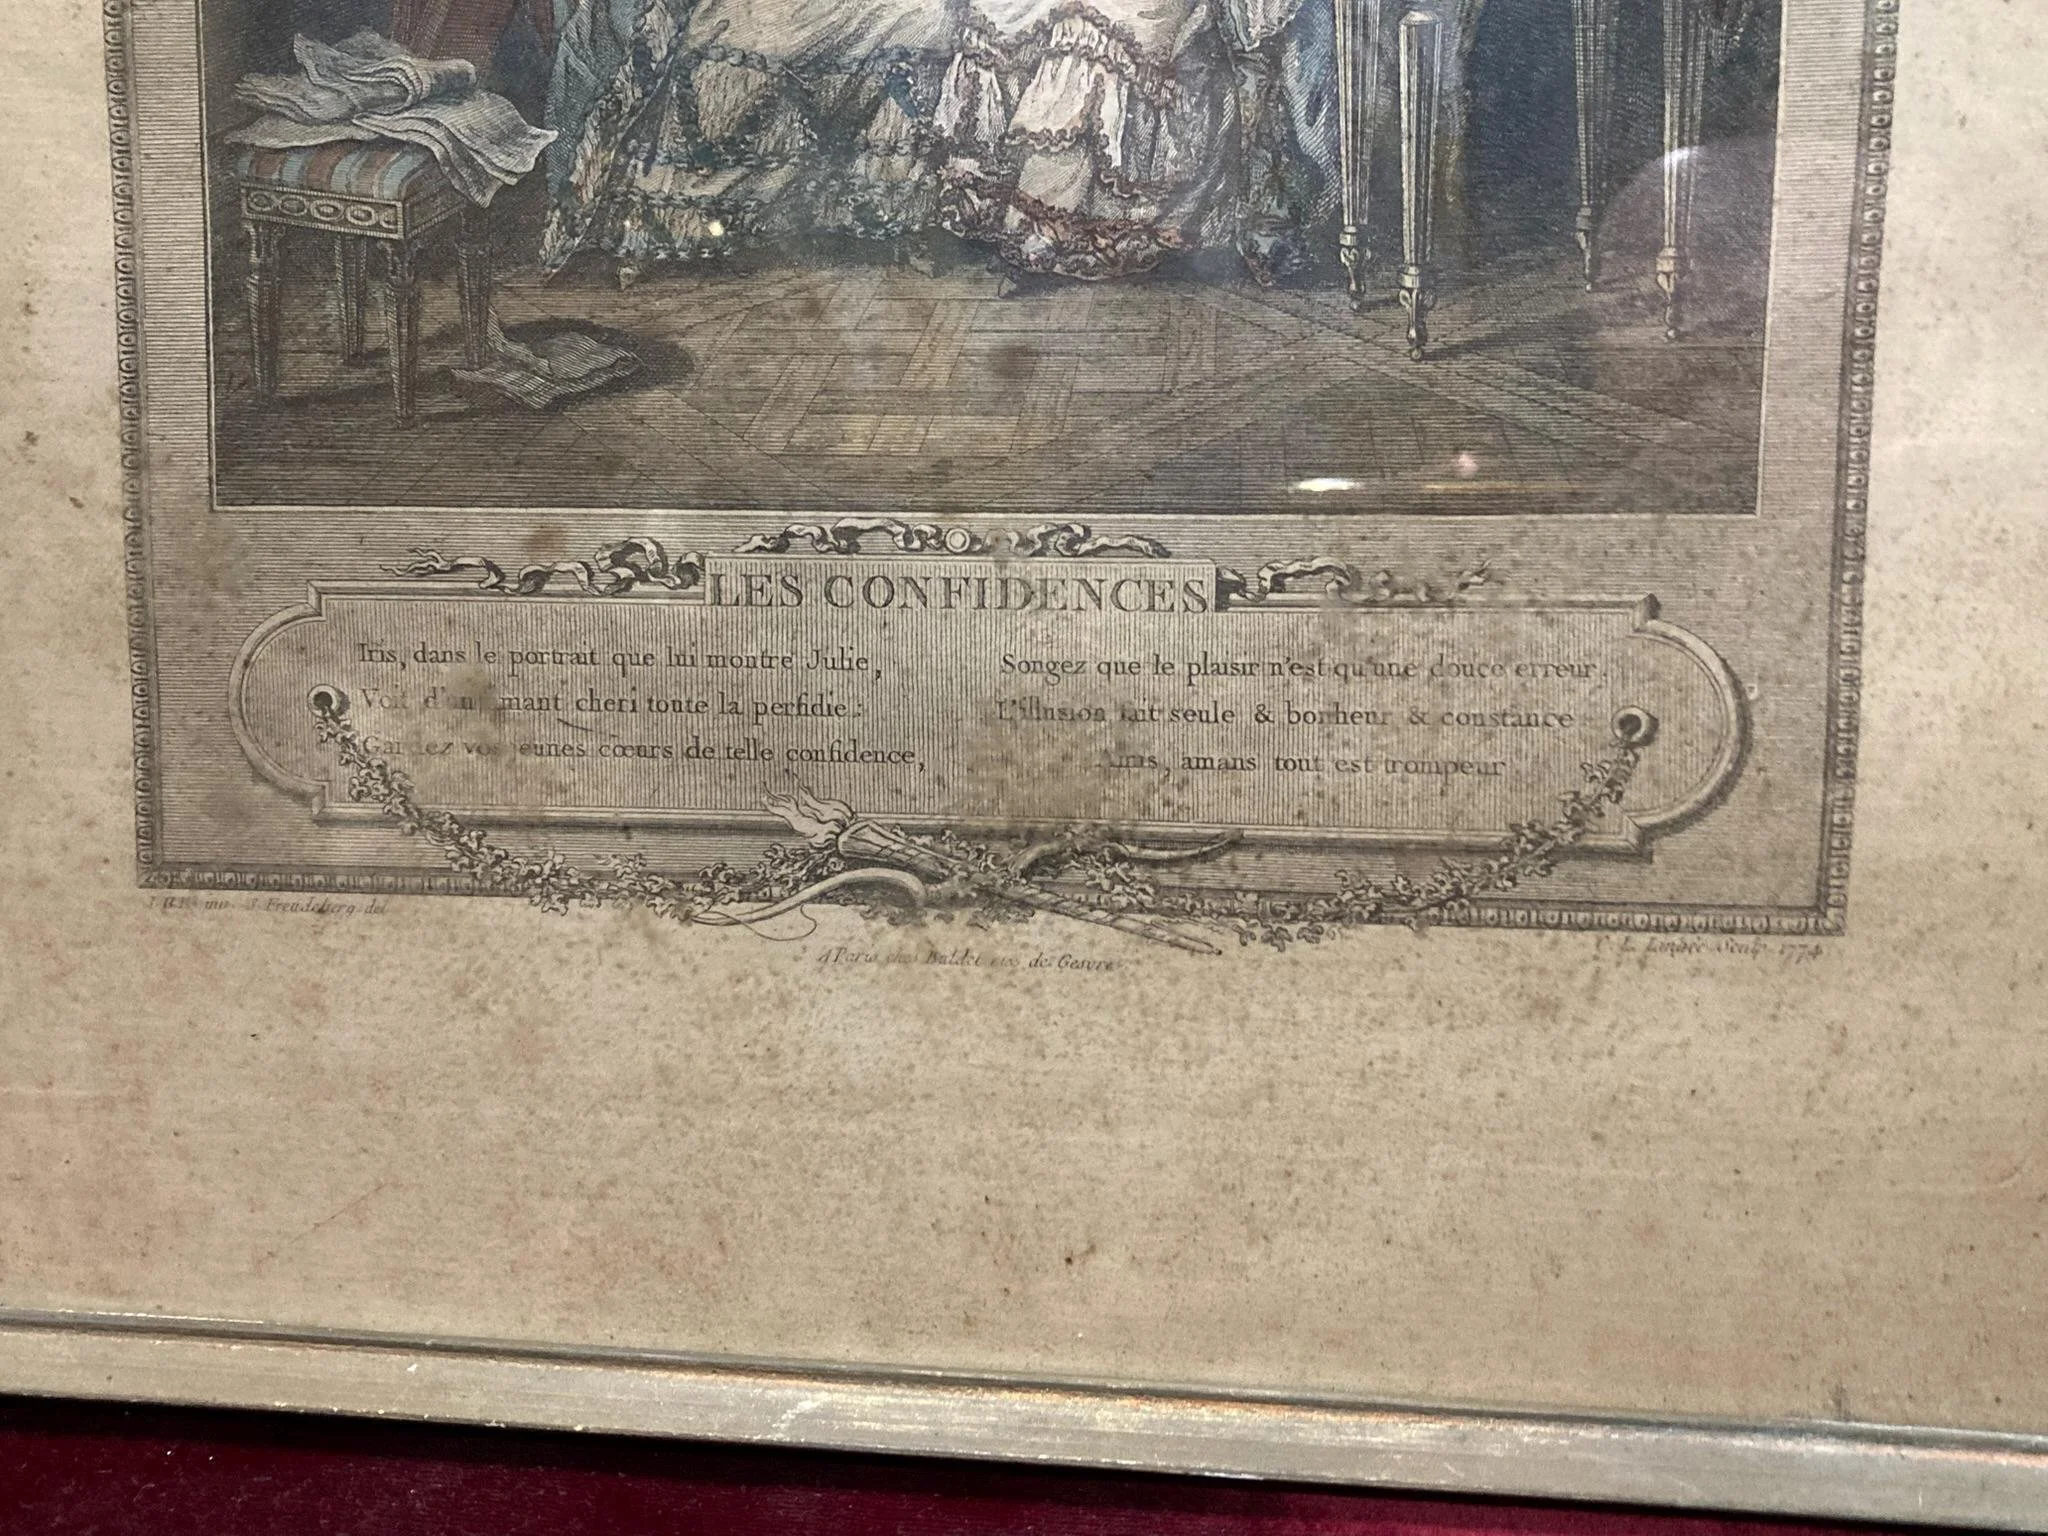 LES CONFIDENCES
Iris, dans le portrait que lui montre Julie,
Voit d'un amant cheri toute la perfidie:
Gardez vos jeunes cœurs de telle confidence,
Songez que le plaisir n'est qu'une douce erreur.
L'illusion fait seule & bonheur & constance
amans tout est trompeur
S. Freudeberg del
A Paris chez Buldet rue de Gesvre
C. L. Lingée Sculp 1774